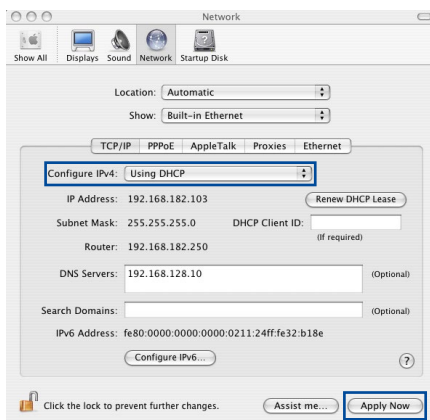 Network
Show All Displays Sound Network Startup Disk
Location: Automatic
Show: Built-in Ethernet
TCP/IP PPPoE AppleTalk Proxies Ethernet
Configure IPv4: Using DHCP
IP Address: 192.168.182.103 Renew DHCP Lease
Subnet Mask: 255.255.255.0 DHCP Client ID:
(If required)
Router: 192.168.182.250
DNS Servers: 192.168.128.10 (Optional)
Search Domains: (Optional)
IPv6 Address: fe80:0000:0000:0000:0211:24ff:fe32:b18e
Configure IPv6... ?
Click the lock to prevent further changes. Assist me... Apply Now